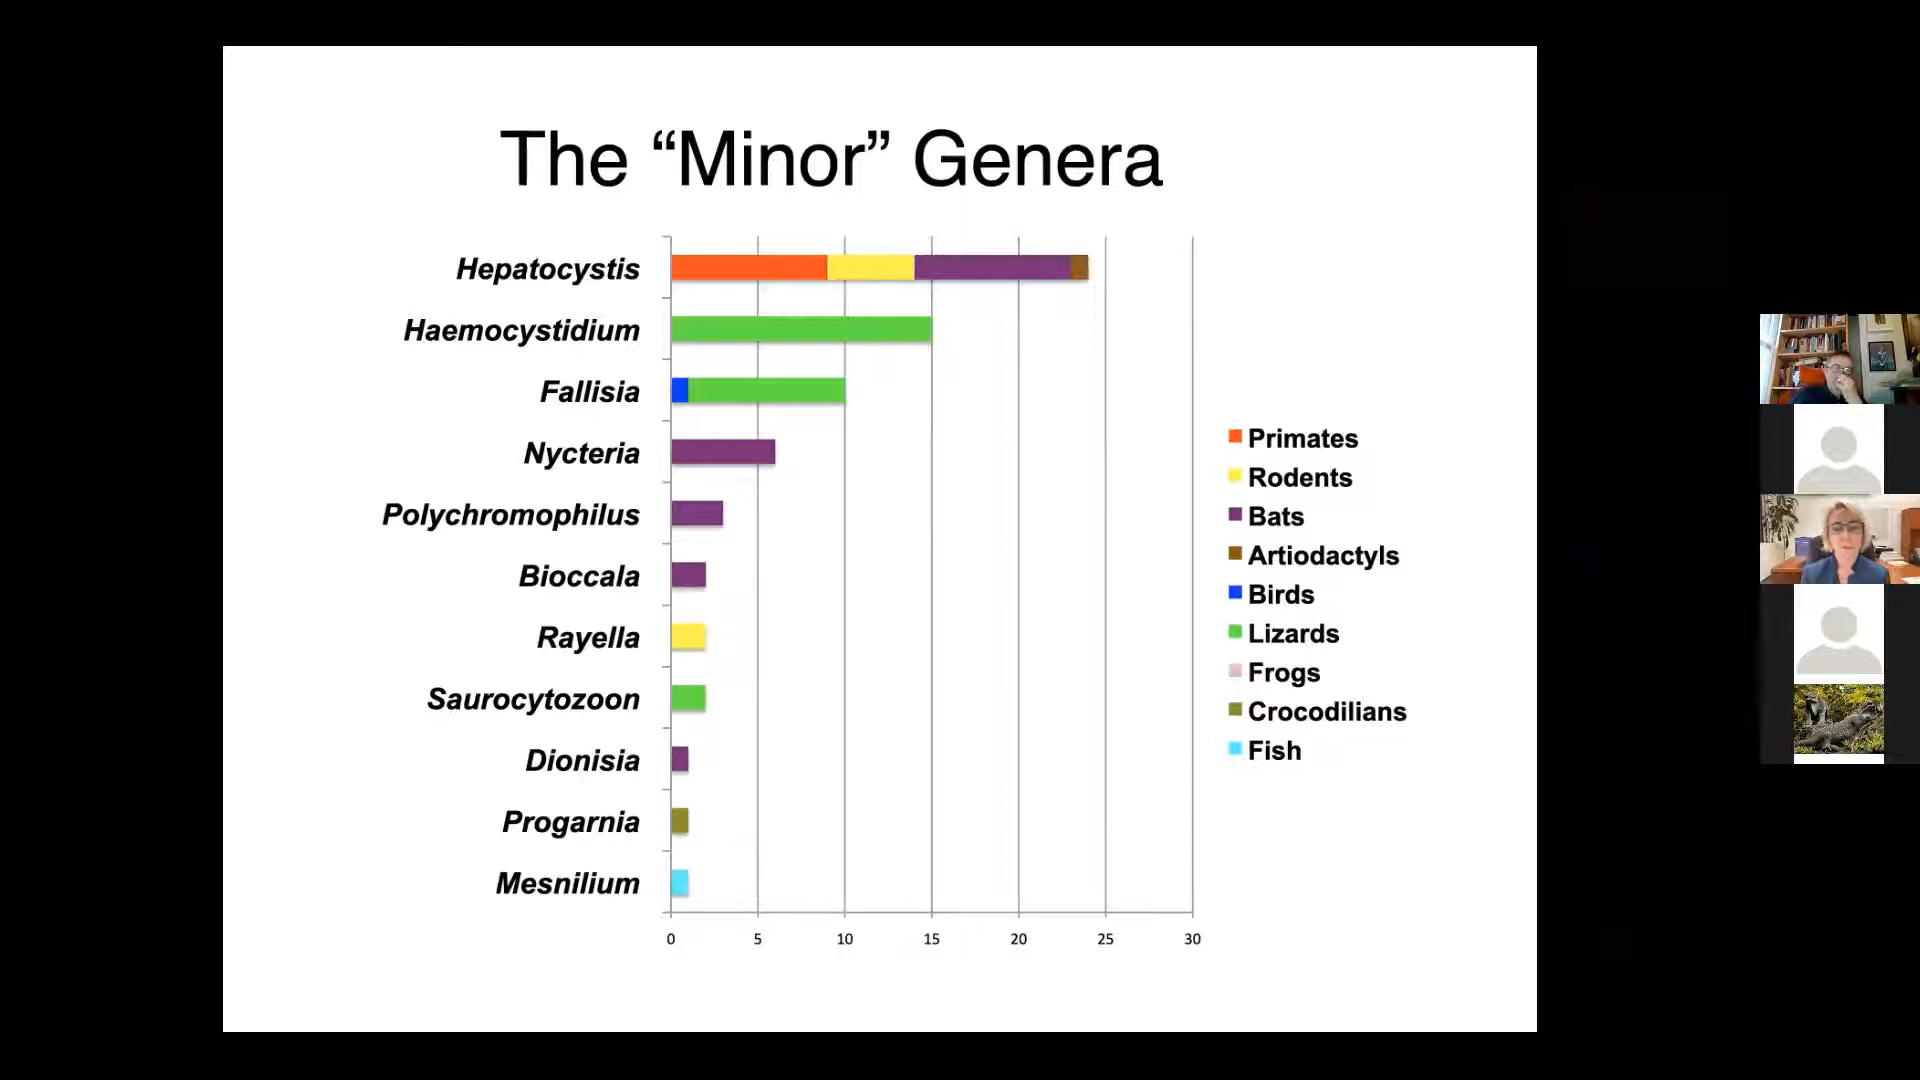 The “Minor” Genera
Hepatocystis
Haemocystidium
Fallisia
Nycteria
Polychromophilus
Bioccala
Rayella
Saurocytozoon
Dionisia
Progarnia
Mesnilium
0 5 10 15 20 25 30
Primates
Rodents
Bats
Artiodactyls
Birds
Lizards
Frogs
Crocodilians
Fish